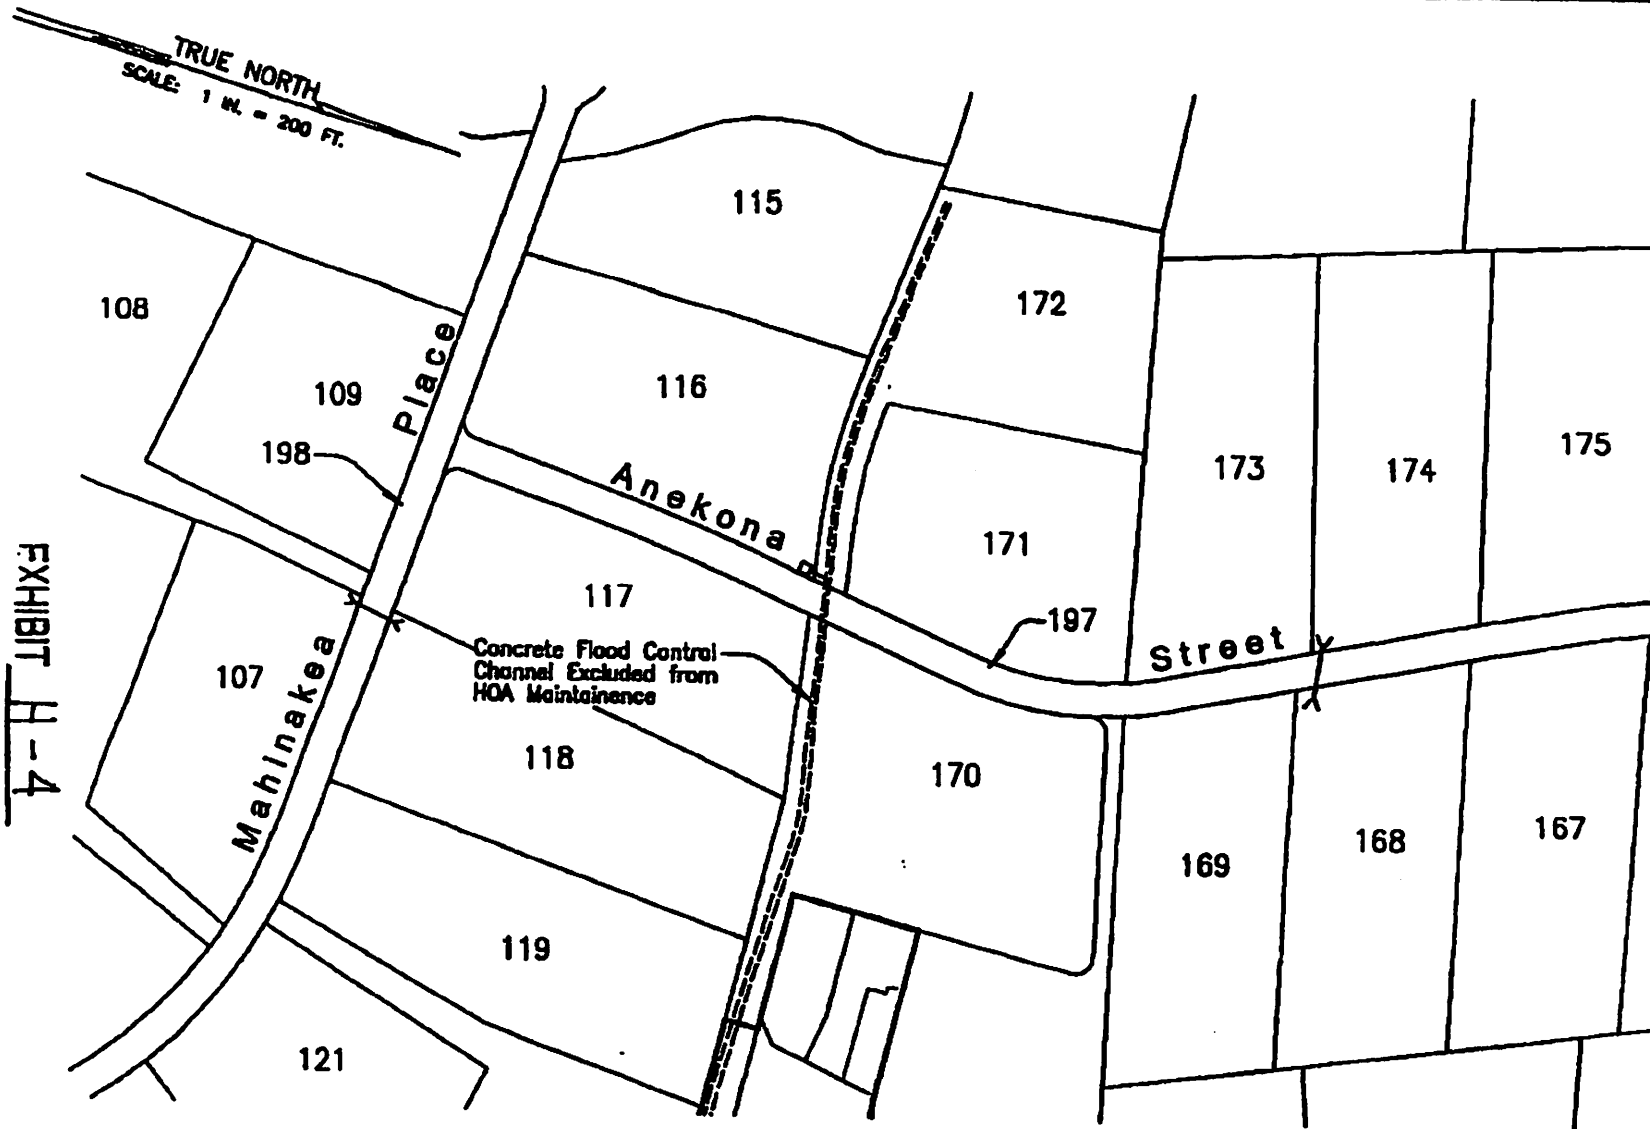 TRUE NORTH
SCALE: 1 IN. = 200 FT.
115
172
108
109
Place
116
198
173
174
175
Anekona
171
117
197
Street
EXHIBIT H-4
107
Mahinakea
Concrete Flood Control
Channel Excluded from
HOA Maintainence
118
170
169
168
167
119
121